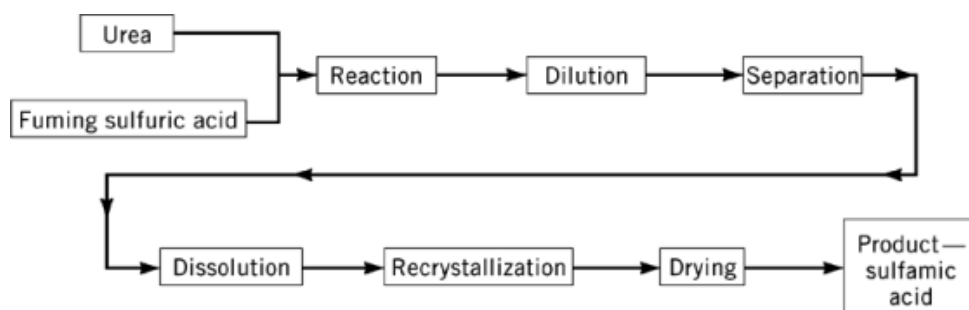 Urea
Fuming sulfuric acid
Reaction
Dilution
Separation
Dissolution
Recrystallization
Drying
Product—
sulfamic
acid